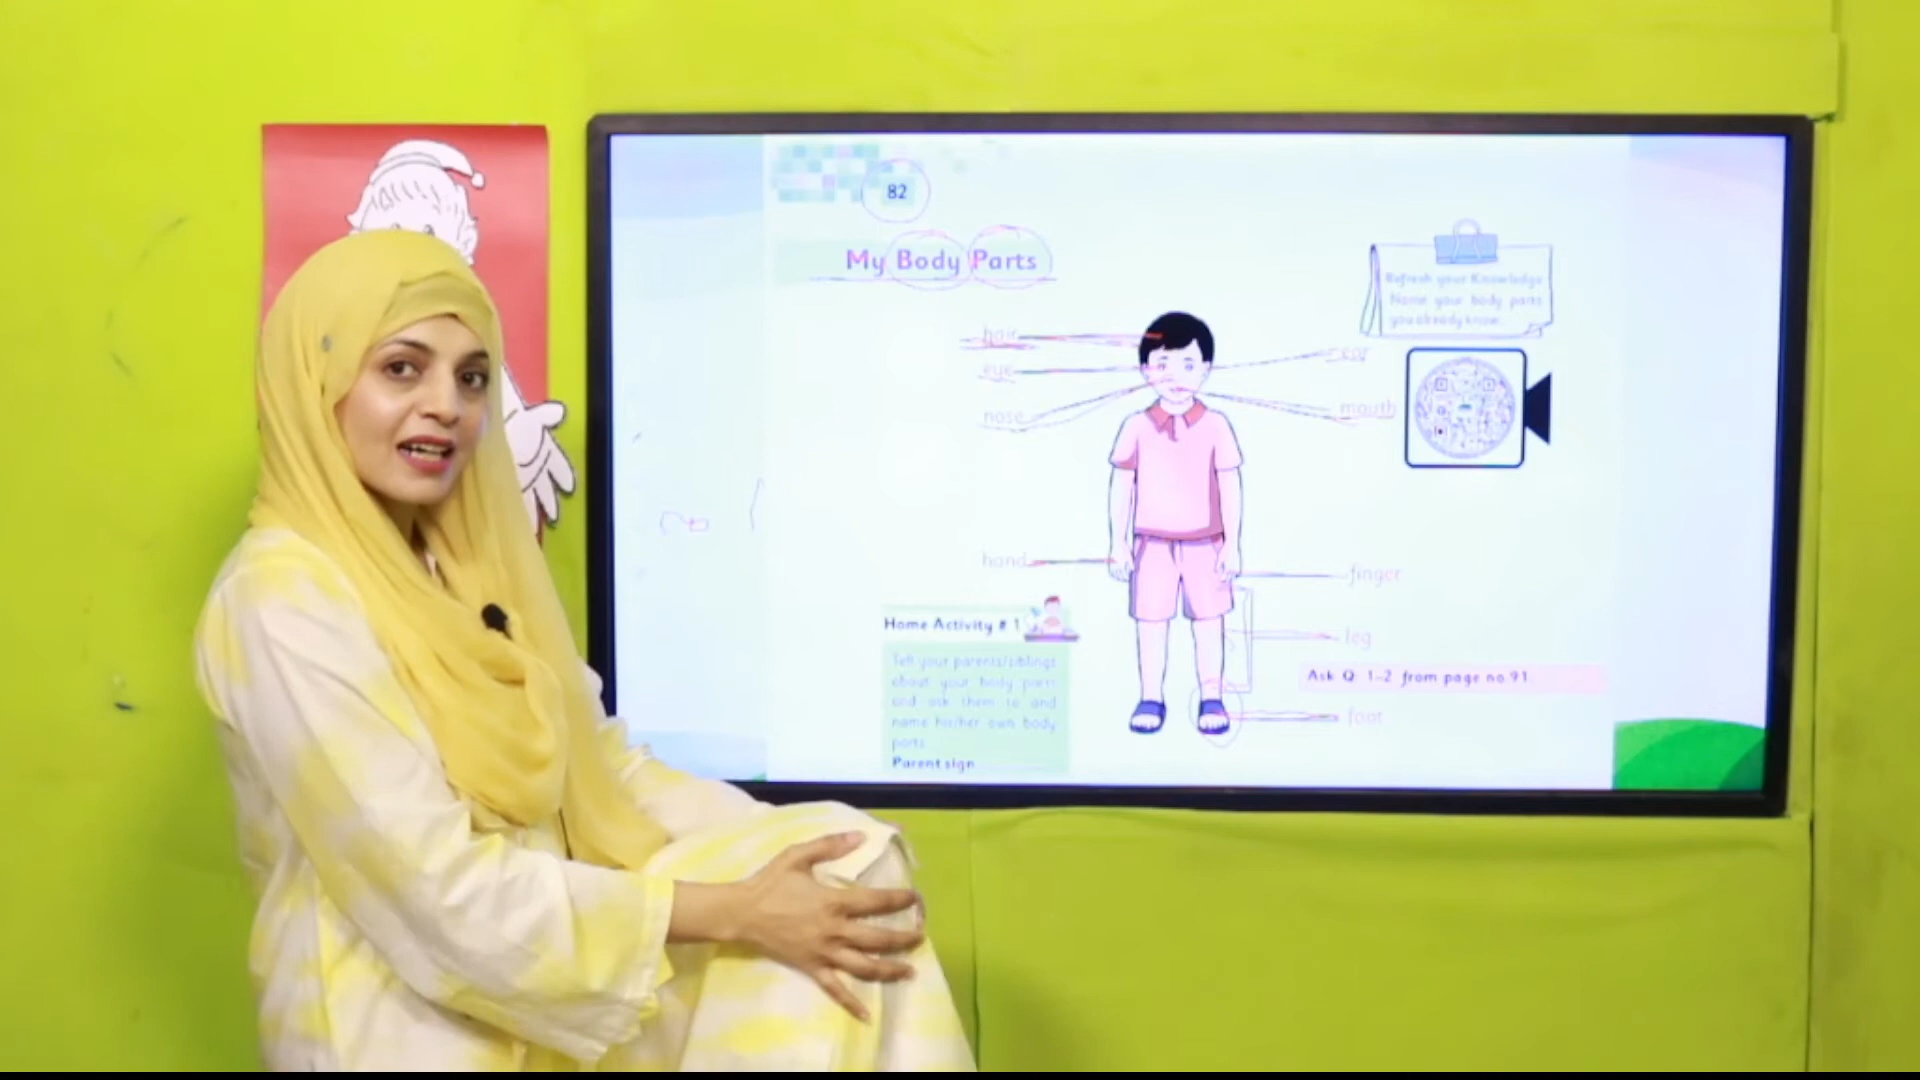 82
My Body Parts
Refresh your Knowledge
Name your body parts
you already know.
hair
eye
ear
nose
mouth
hand
finger
leg
foot
Home Activity # 1
Tell your parents/siblings
about your body parts
and ask them to and
name his/her own body
parts
Parent sign
Ask Q. 1-2 from page no 91.